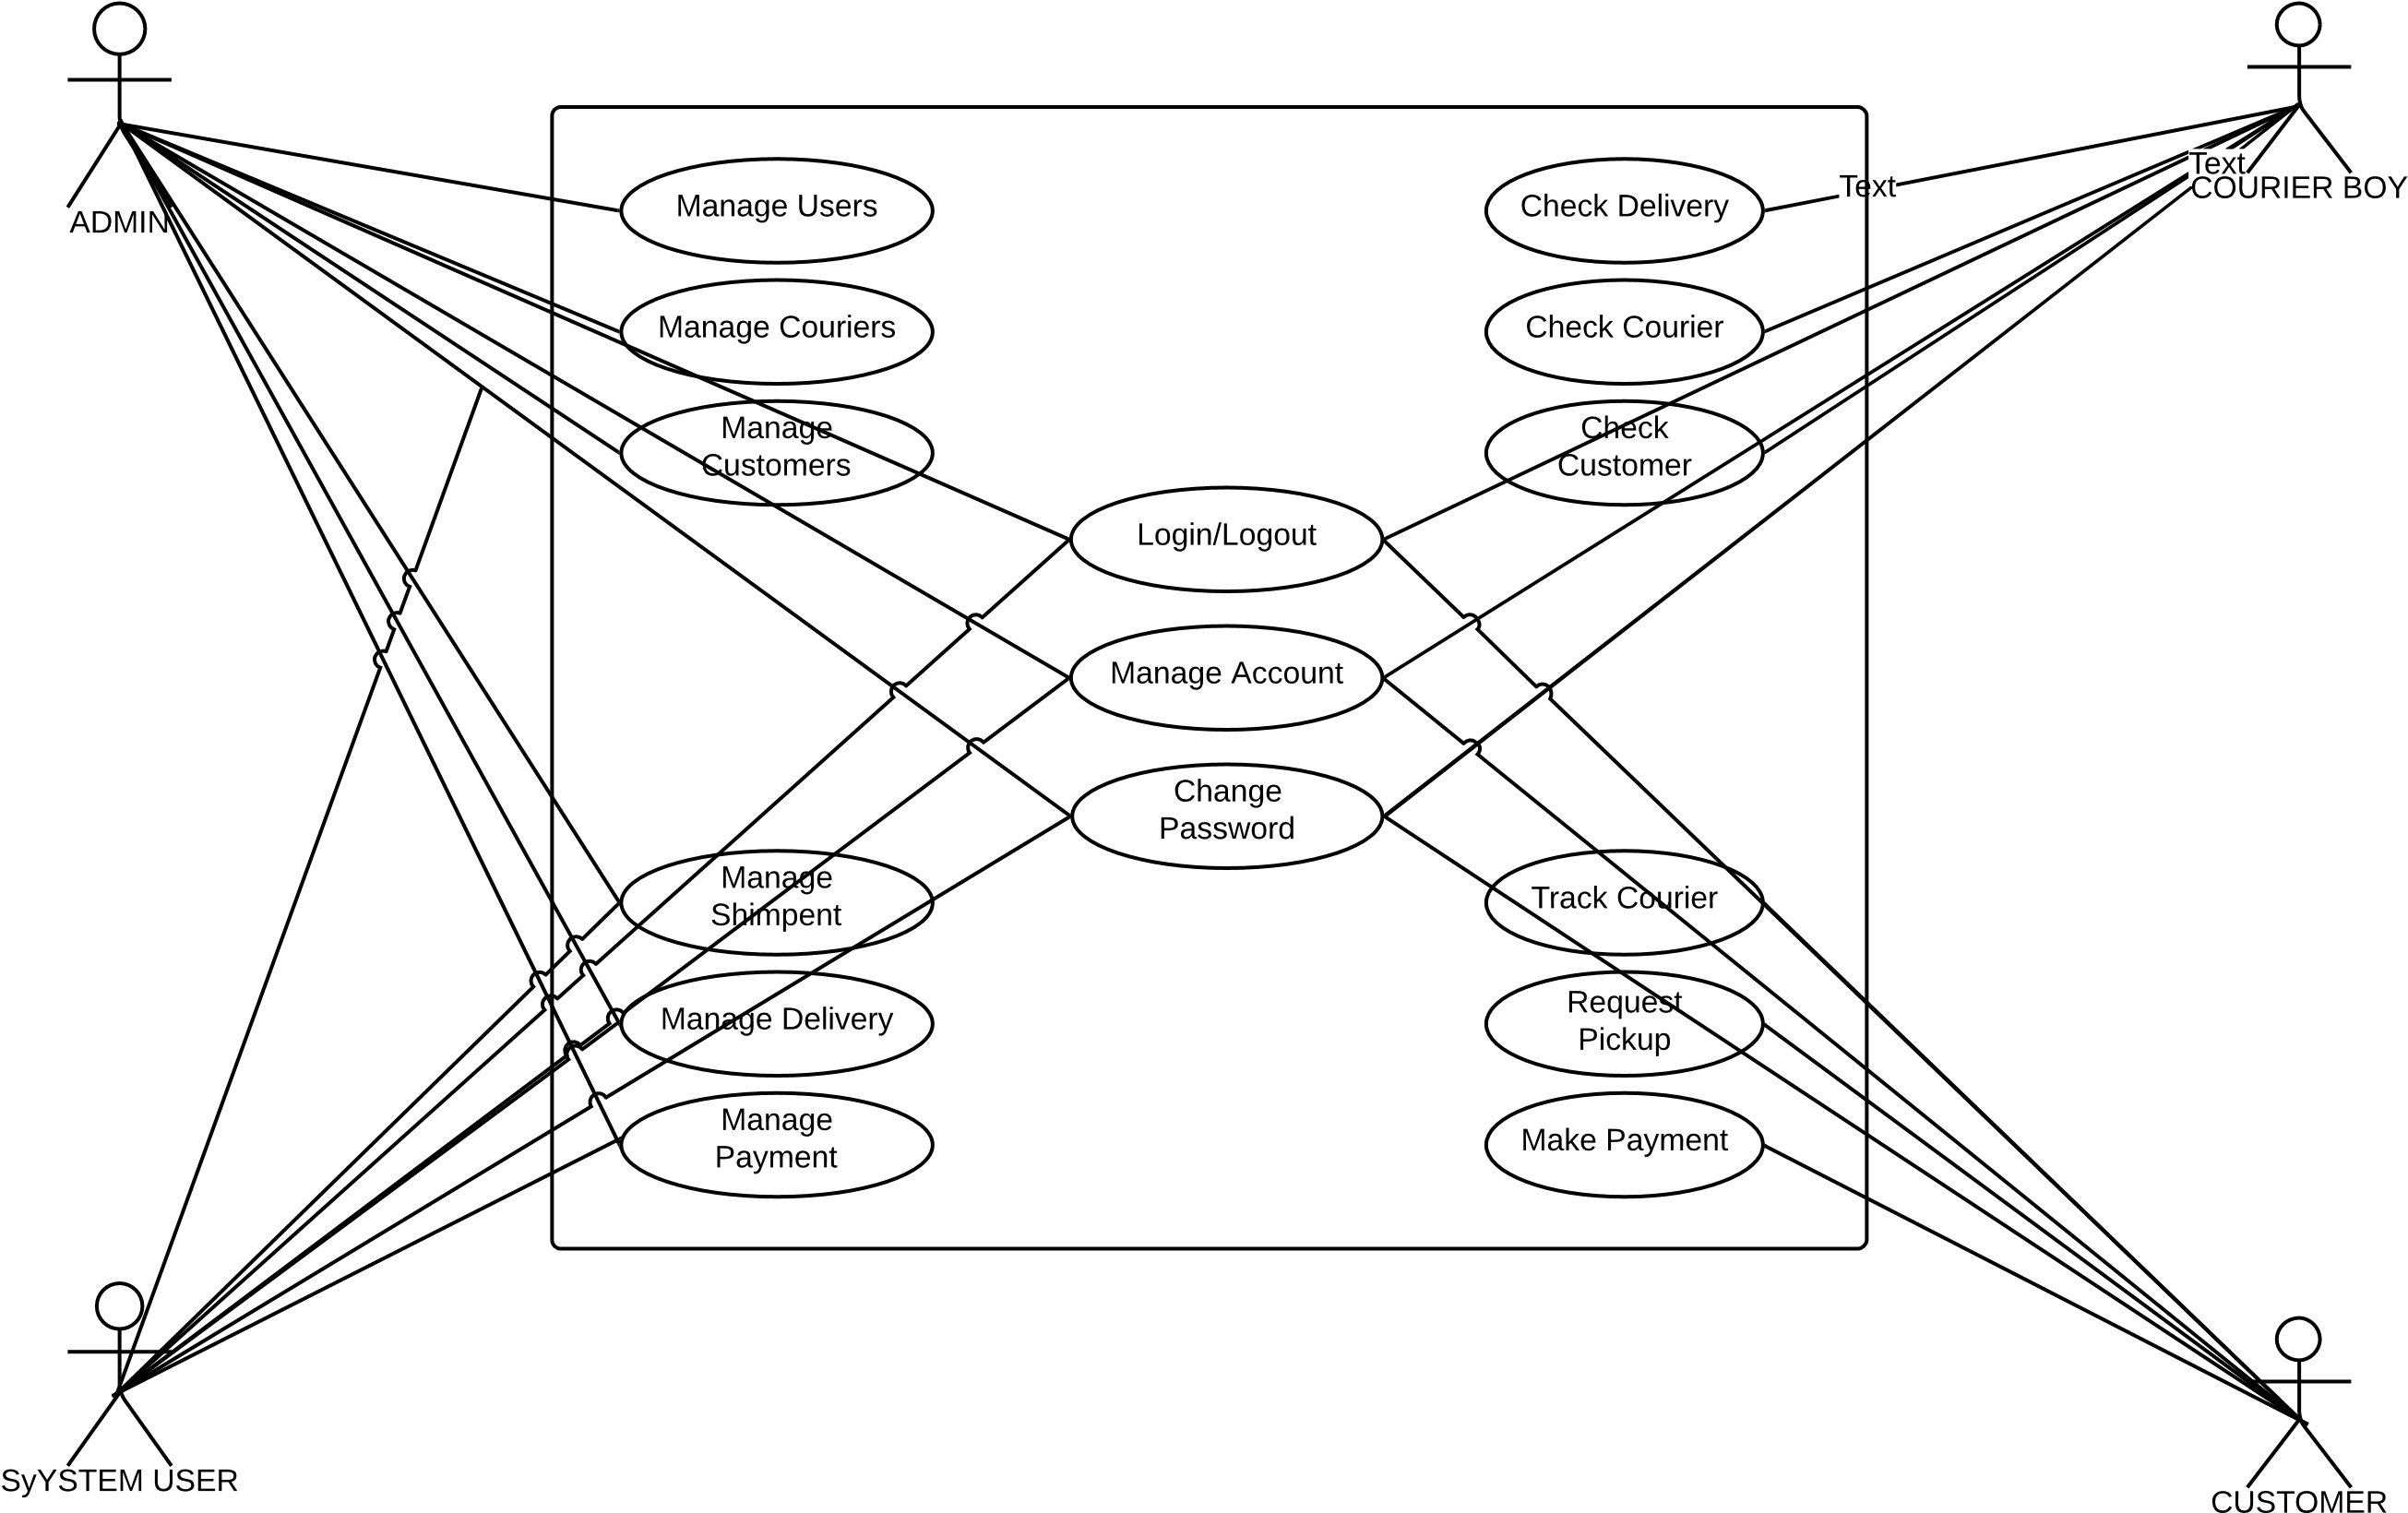 ADMIN
Text
COURIER BOY
Text
Manage Users
Check Delivery
Manage Couriers
Check Courier
Manage
Customers
Check
Customer
Login/Logout
Manage Account
Change
Password
Manage
Shimpent
Track Courier
Manage Delivery
Request
Pickup
Manage
Payment
Make Payment
SyYSTEM USER
CUSTOMER